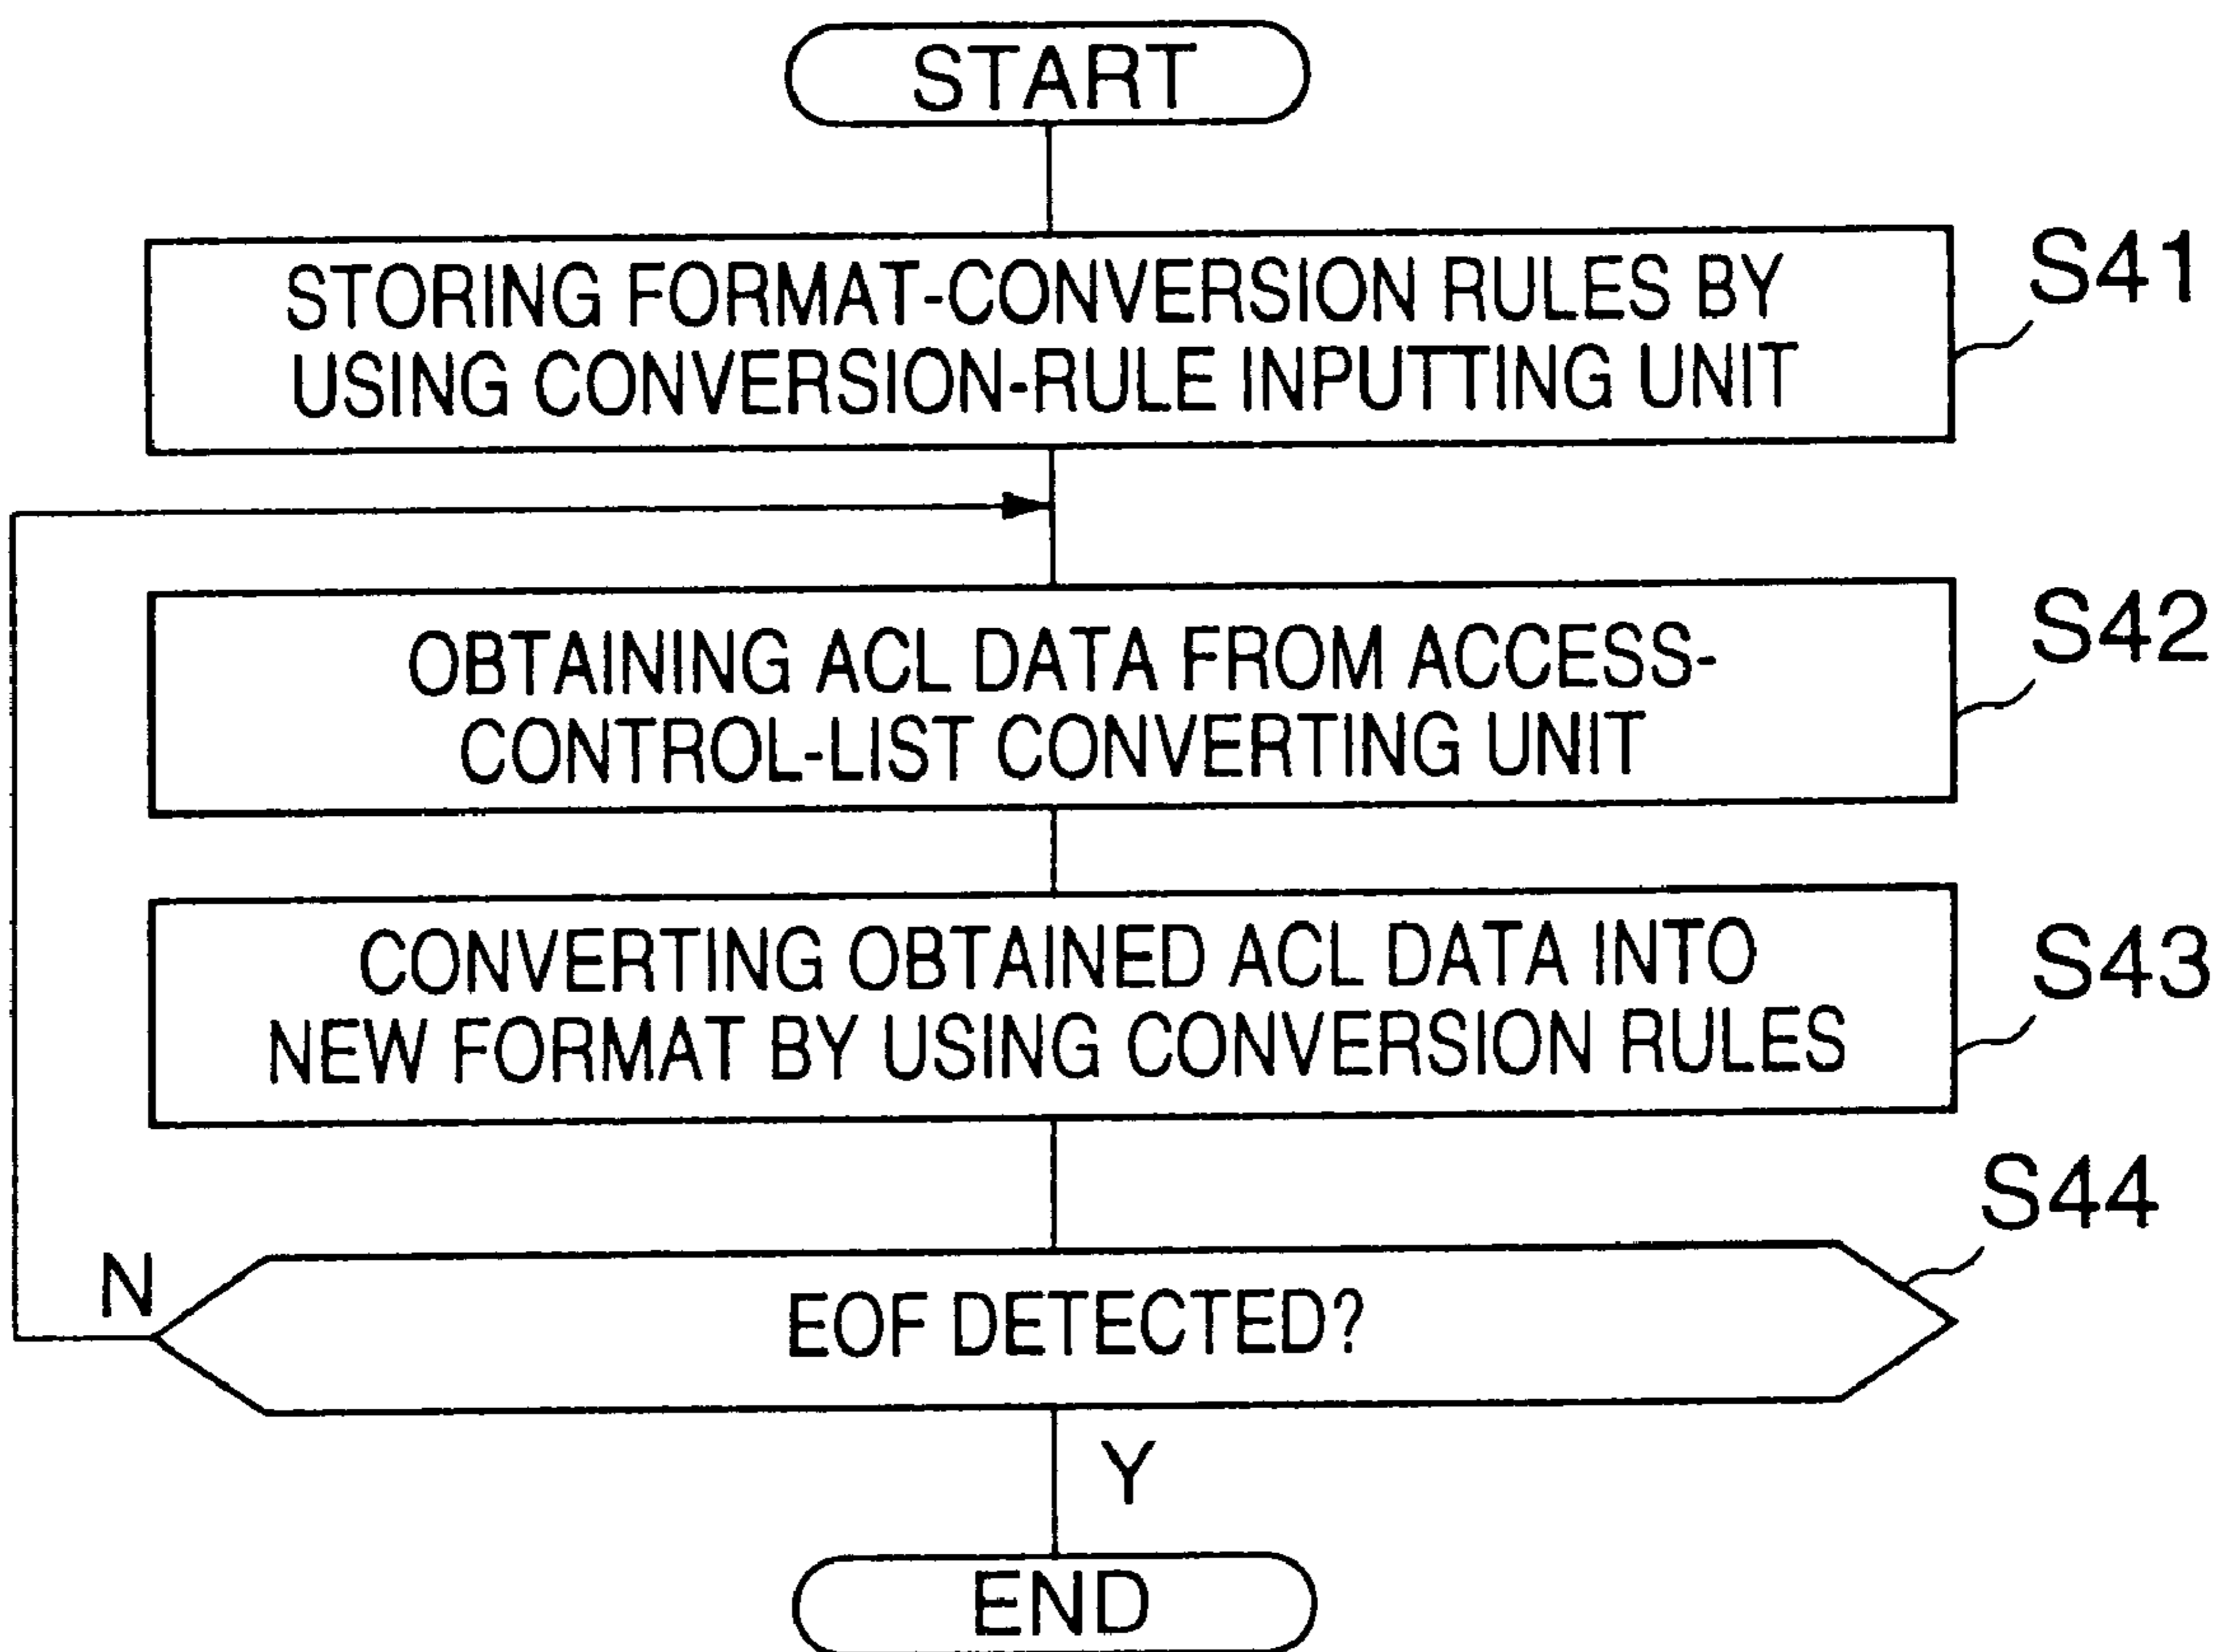 START
STORING FORMAT-CONVERSION RULES BY
USING CONVERSION-RULE INPUTTING UNIT
S41
OBTAINING ACL DATA FROM ACCESS-
CONTROL-LIST CONVERTING UNIT
S42
CONVERTING OBTAINED ACL DATA INTO
NEW FORMAT BY USING CONVERSION RULES
S43
S44
N
EOF DETECTED?
Y
END